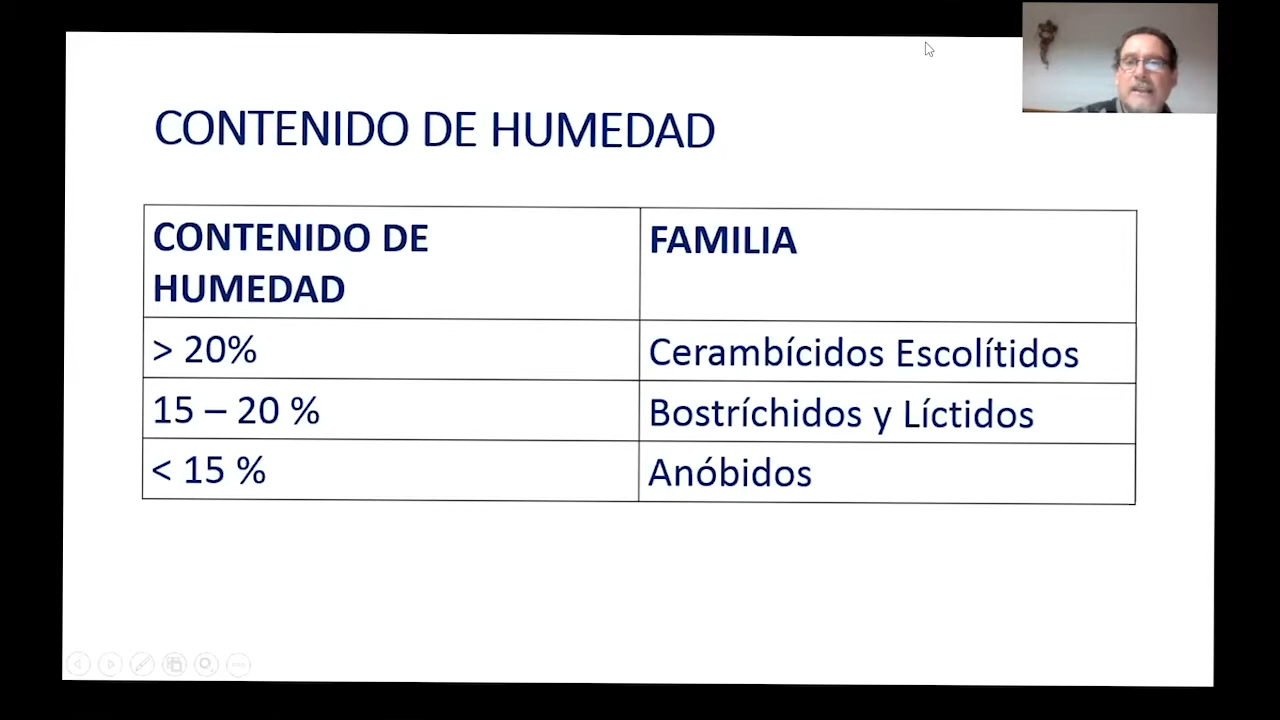 CONTENIDO DE HUMEDAD
CONTENIDO DE
HUMEDAD
FAMILIA
> 20%
Cerambícidos Escolítidos
15 – 20 %
Bostríchidos y Líctidos
< 15 %
Anóbidos